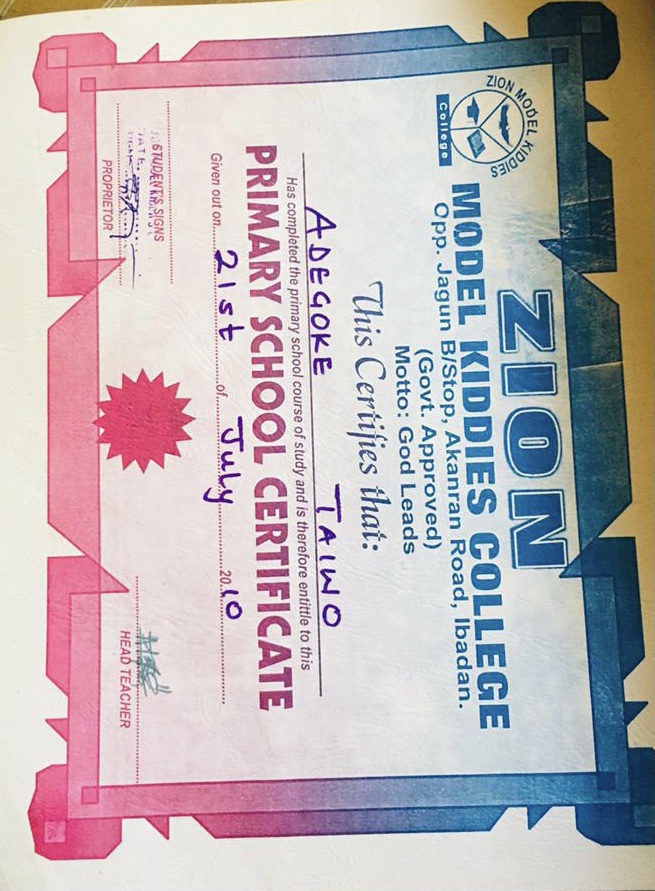 ZION MODEL KIDDIES
College
ZION
MODEL KIDDIES COLLEGE
Opp. Jagun B/Stop, Akanran Road, Ibadan.
(Govt. Approved)
Motto: God Leads
This Certifies that:
ADEGOKE TAIWO
Has completed the primary school course of study and is therefore entittle to this
PRIMARY SCHOOL CERTIFICATE
Given out on 21st of July 20 10
STUDENT'S SIGNS
DATE
PROPRIETOR
HEAD TEACHER